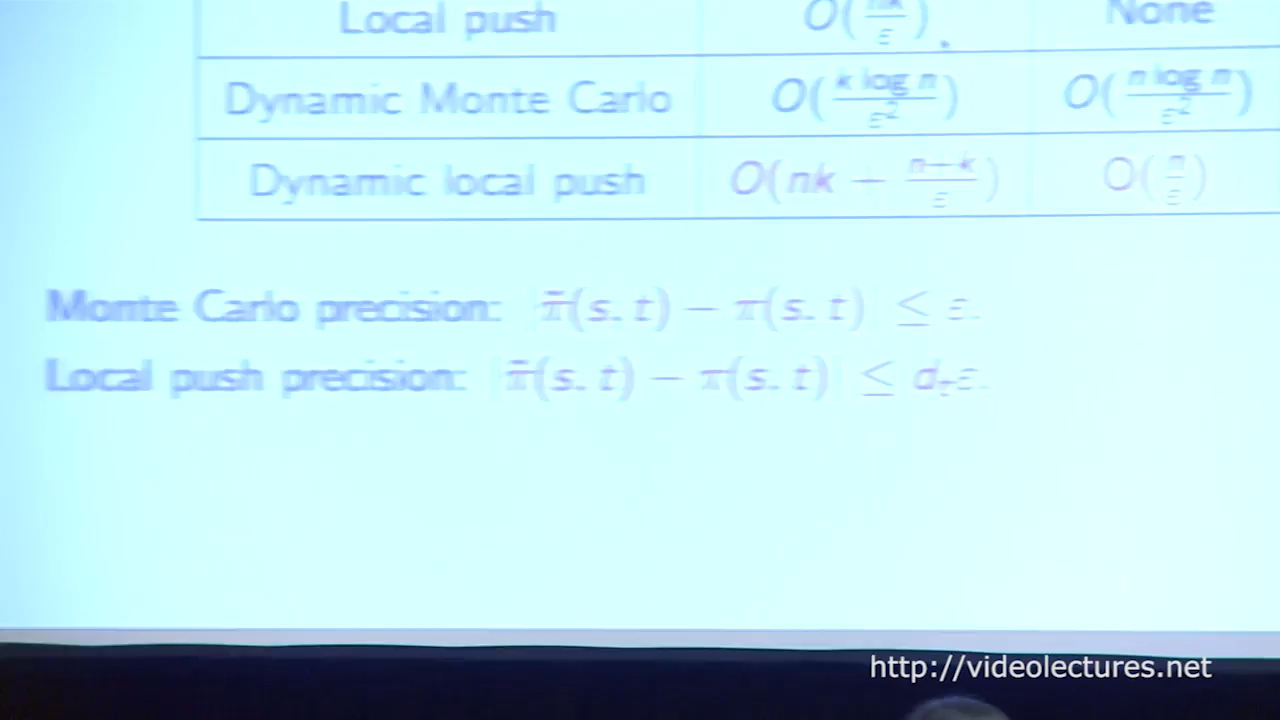 Local push O(nk/ε) None
Dynamic Monte Carlo O(k log n/ε²) O(n log n/ε²)
Dynamic local push O(nk + n+k/ε) O(n/ε)
Monte Carlo precision: |π̃(s, t) − π(s, t)| ≤ ε.
Local push precision: |π̃(s, t) − π(s, t)| ≤ dₜε.
http://videolectures.net